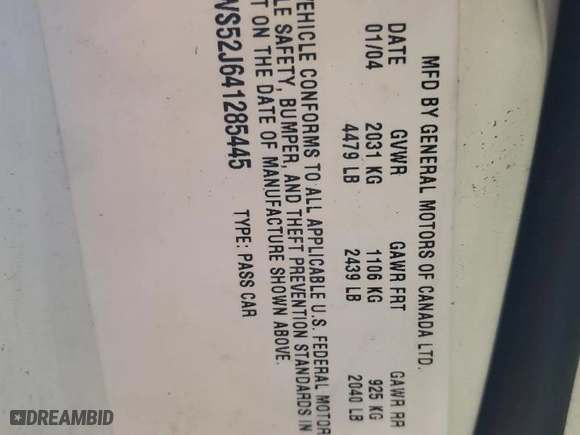 MFD BY GENERAL MOTORS OF CANADA LTD.
DATE GVWR GAWR FRT GAWR RR
01/04 2031 KG 1106 KG 925 KG
4479 LB 2439 LB 2040 LB
VEHICLE CONFORMS TO ALL APPLICABLE U.S. FEDERAL MOTOR
LE SAFETY, BUMPER, AND THEFT PREVENTION STANDARDS IN
T ON THE DATE OF MANUFACTURE SHOWN ABOVE.
VS52J641285445 TYPE: PASS CAR
DREAMBID